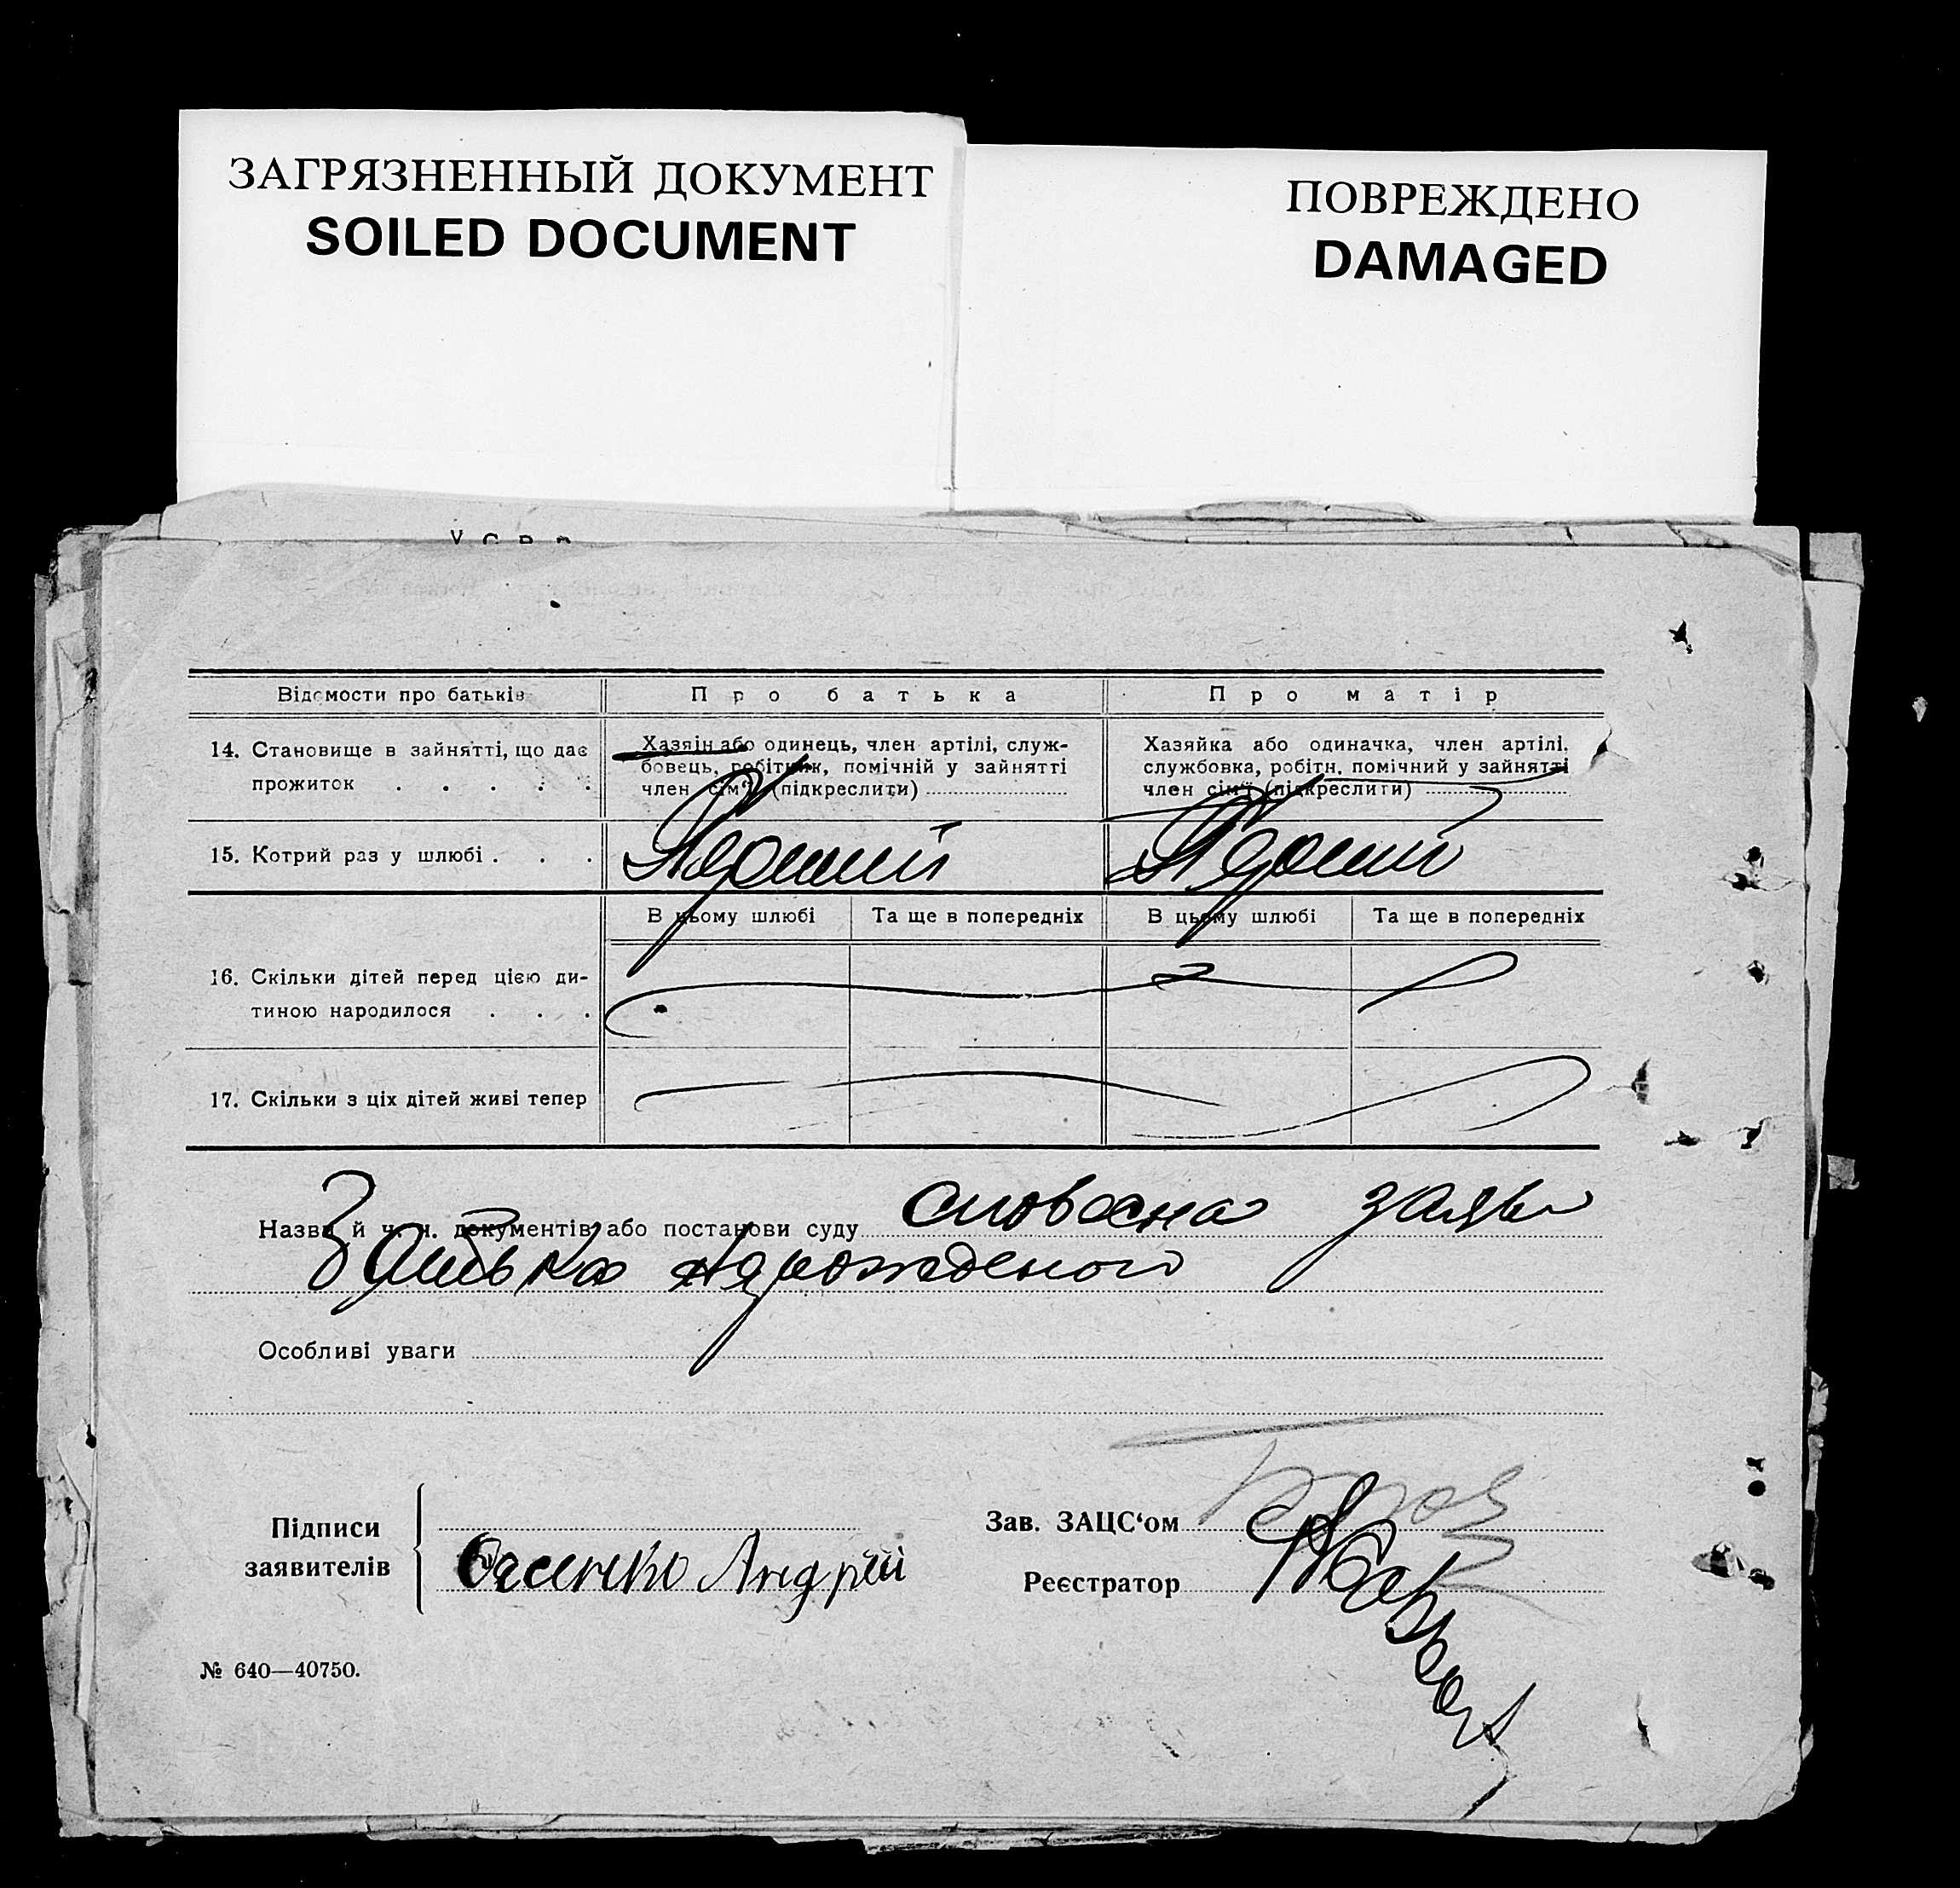 ЗАГРЯЗНЕННЫЙ ДОКУМЕНТ
SOILED DOCUMENT
ПОВРЕЖДЕНО
DAMAGED
Відомости про батьків
Про батька
Про матір
14. Становище в зайнятті, що дає
прожиток . . . . .
Хазяїн або одинець, член артілі, служ-
бовець, робітник, помічній у зайнятті
член сім'ї (підкреслити)
Хазяйка або одиначка, член артілі,
службовка, робітн, помічний у зайнятті
член сім'ї (підкреслити)
15. Котрий раз у шлюбі . . .
Перший
Перший
В цьому шлюбі
Та ще в попередніх
В цьому шлюбі
Та ще в попередніх
16. Скільки дітей перед цією ди-
тиною народилося . . .
17. Скільки з ціх дітей живі тепер
Назви й ч. ч. документів або постанови суду словесна заява
батька
Особливі уваги
Підписи
заявителів
Андрій
Зав. ЗАЦС‘ом
Реєстратор
№ 640—40750.